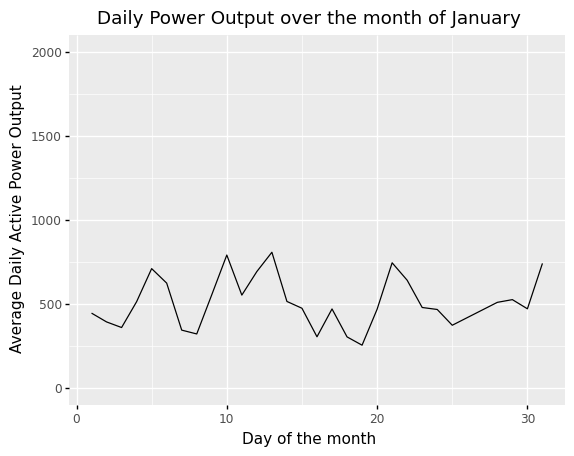 Daily Power Output over the month of January
2000
1500
1000
500
0
Average Daily Active Power Output
0 10 20 30
Day of the month